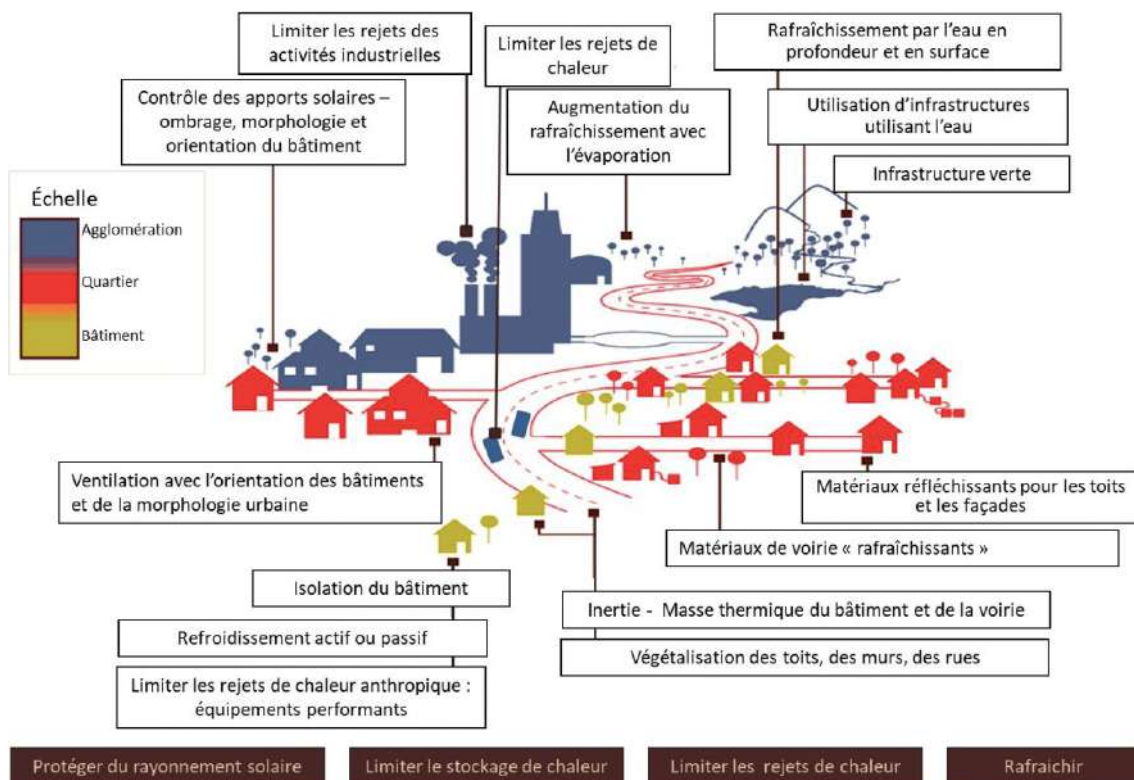 Limiter les rejets des
activités industrielles
Limiter les rejets de
chaleur
Rafraîchissement par l'eau en
profondeur et en surface
Contrôle des apports solaires –
ombrage, morphologie et
orientation du bâtiment
Augmentation du
rafraîchissement avec
l'évaporation
Utilisation d'infrastructures
utilisant l'eau
Infrastructure verte
Échelle
Agglomération
Quartier
Bâtiment
Ventilation avec l'orientation des bâtiments
et de la morphologie urbaine
Matériaux réfléchissants pour les toits
et les façades
Matériaux de voirie « rafraîchissants »
Isolation du bâtiment
Inertie - Masse thermique du bâtiment et de la voirie
Refroidissement actif ou passif
Végétalisation des toits, des murs, des rues
Limiter les rejets de chaleur anthropique :
équipements performants
Protéger du rayonnement solaire
Limiter le stockage de chaleur
Limiter les rejets de chaleur
Rafraichir